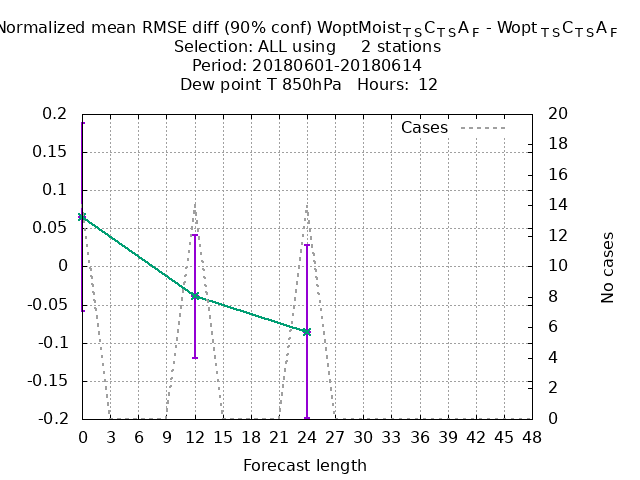 Normalized mean RMSE diff (90% conf) WoptMoist_T_SC_T_SA_F - Wopt_T_SC_T_SA_F
Selection: ALL using 2 stations
Period: 20180601-20180614
Dew point T 850hPa Hours: 12
Cases
0.2
0.15
0.1
0.05
0
-0.05
-0.1
-0.15
-0.2
20
18
16
14
12
10
8
6
4
2
0
No cases
0 3 6 9 12 15 18 21 24 27 30 33 36 39 42 45 48
Forecast length